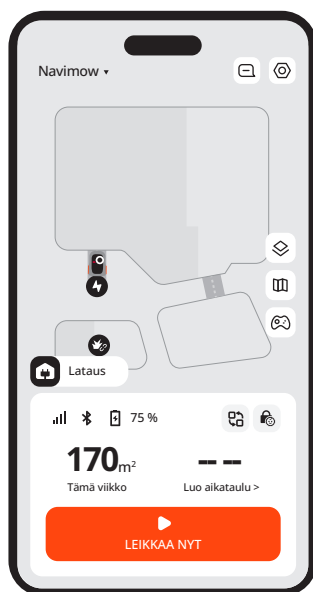 Navimow
Lataus
75 %
170m²
-- --
Tämä viikko
Luo aikataulu >
LEIKKAA NYT